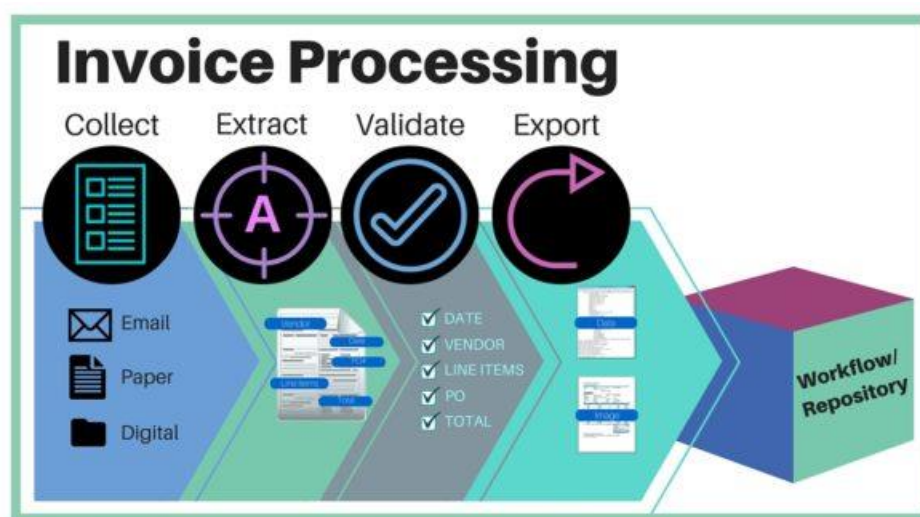 Invoice Processing
Collect
Extract
Validate
Export
A
Email
Paper
Digital
Vendor
Date
PO#
Line Items
Total
DATE
VENDOR
LINE ITEMS
PO
TOTAL
Data
Image
Workflow/
Repository